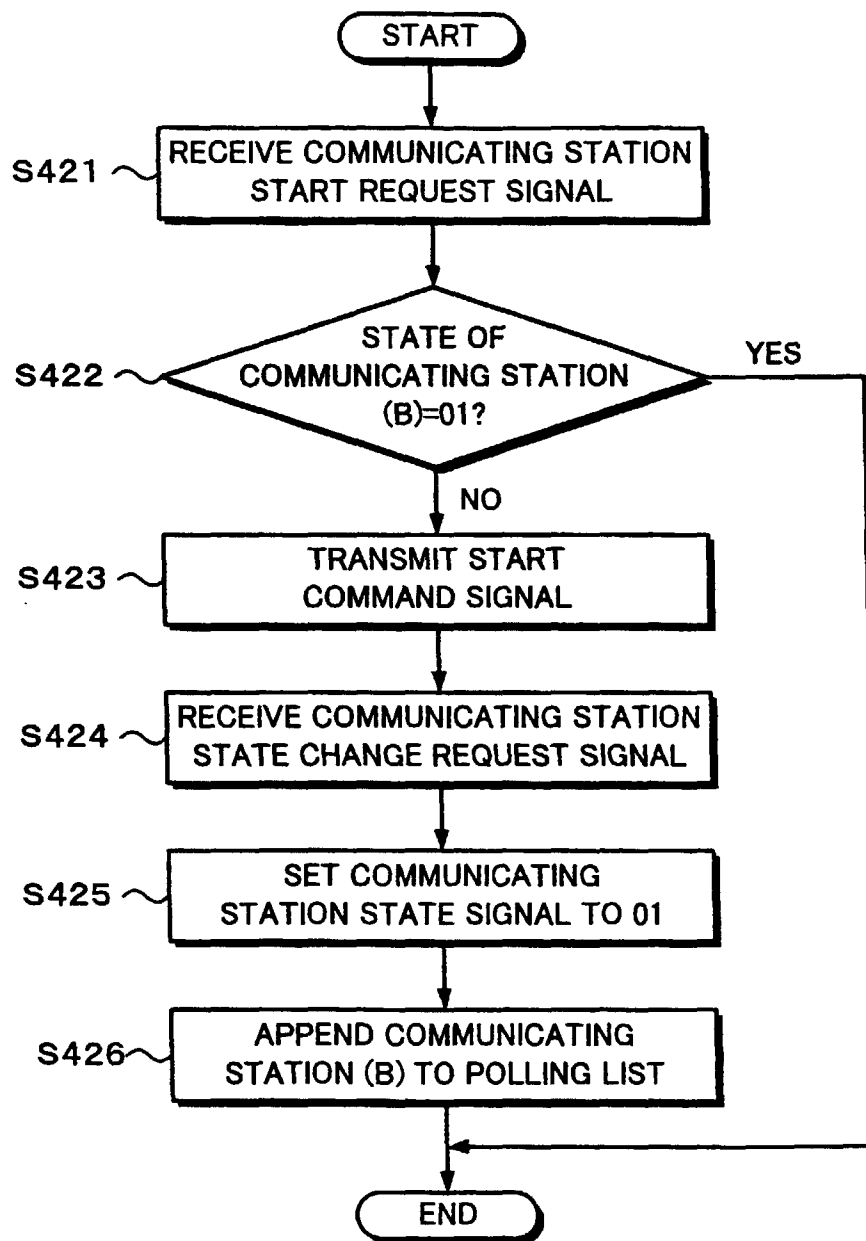 START
S421
RECEIVE COMMUNICATING STATION
START REQUEST SIGNAL
S422
STATE OF
COMMUNICATING STATION
(B)=01?
YES
NO
S423
TRANSMIT START
COMMAND SIGNAL
S424
RECEIVE COMMUNICATING STATION
STATE CHANGE REQUEST SIGNAL
S425
SET COMMUNICATING
STATION STATE SIGNAL TO 01
S426
APPEND COMMUNICATING
STATION (B) TO POLLING LIST
END